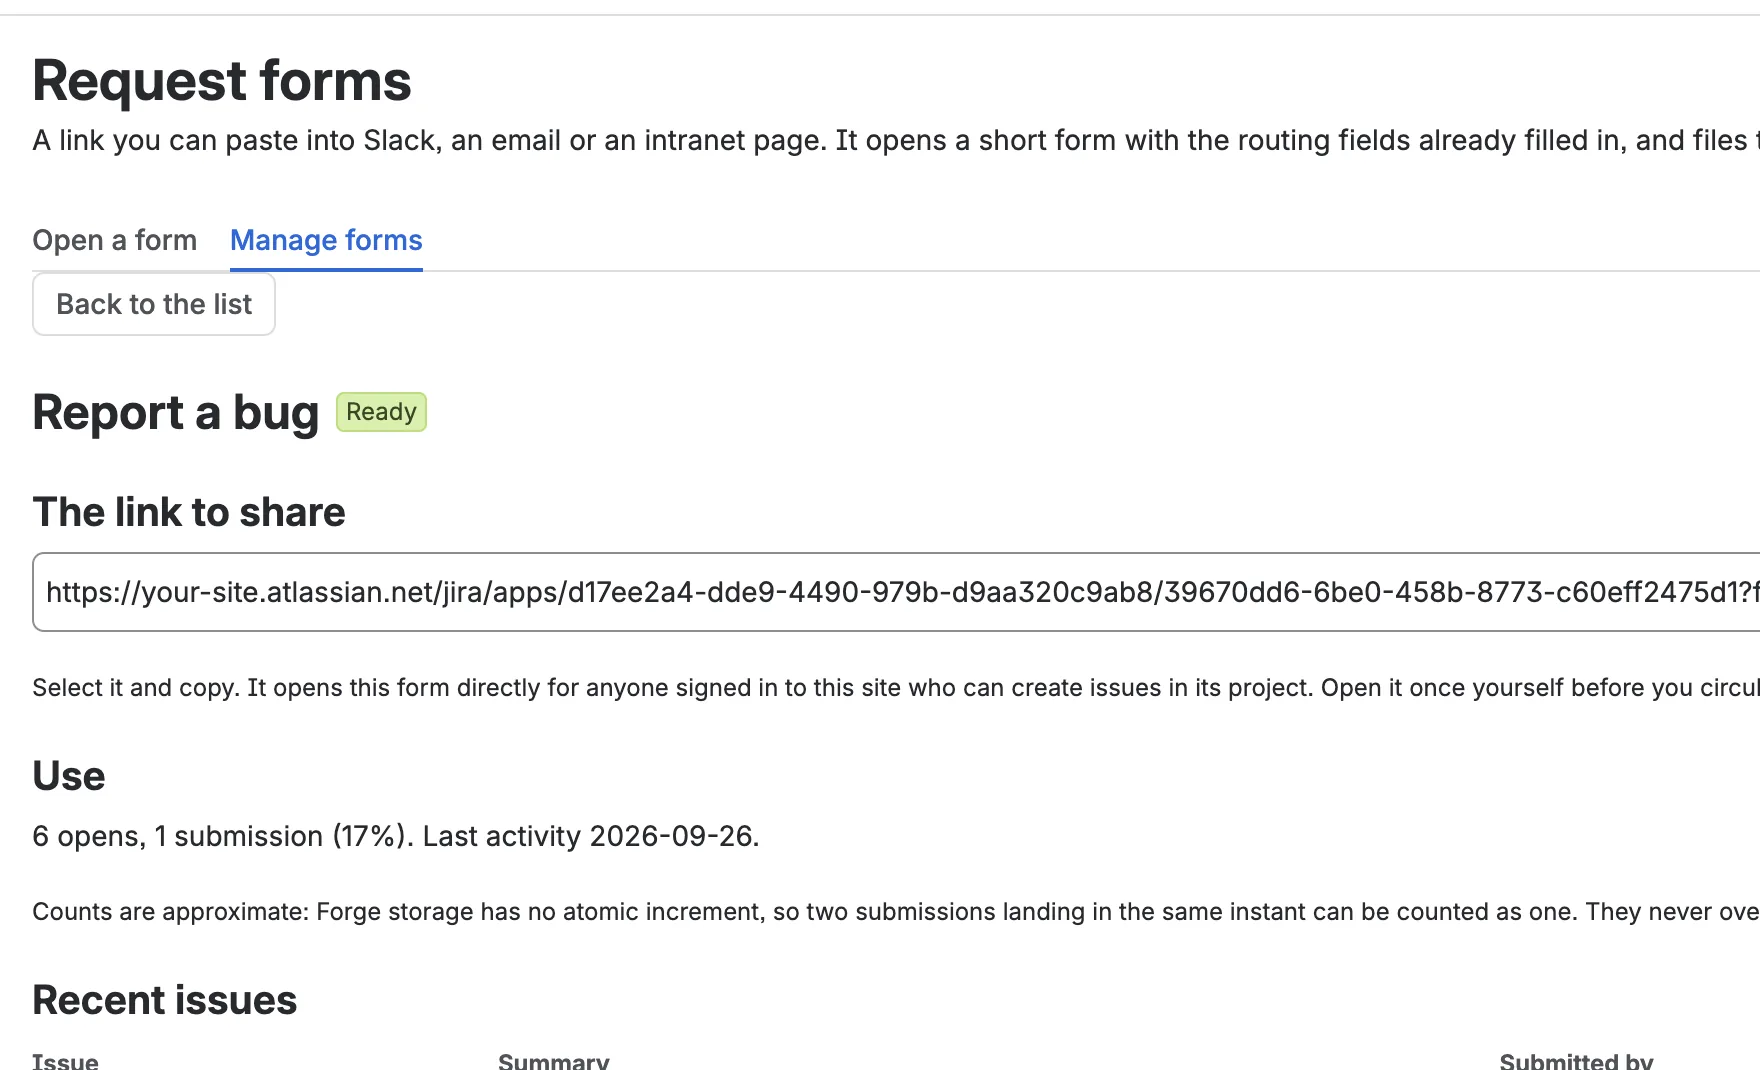 Request forms
A link you can paste into Slack, an email or an intranet page. It opens a short form with the routing fields already filled in, and files
Open a form Manage forms
Back to the list
Report a bug Ready
The link to share
https://your-site.atlassian.net/jira/apps/d17ee2a4-dde9-4490-979b-d9aa320c9ab8/39670dd6-6be0-458b-8773-c60eff2475d1?f
Select it and copy. It opens this form directly for anyone signed in to this site who can create issues in its project. Open it once yourself before you
Use
6 opens, 1 submission (17%). Last activity 2026-09-26.
Counts are approximate: Forge storage has no atomic increment, so two submissions landing in the same instant can be counted as one. They never
Recent issues
Issue Summary Submitted by